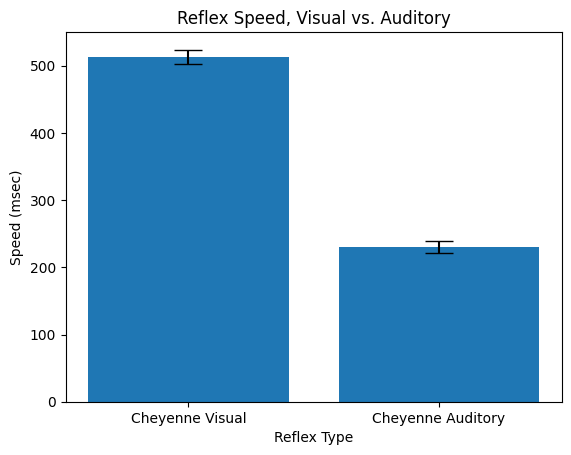 Reflex Speed, Visual vs. Auditory
500
400
300
200
100
0
Speed (msec)
Cheyenne Visual
Cheyenne Auditory
Reflex Type